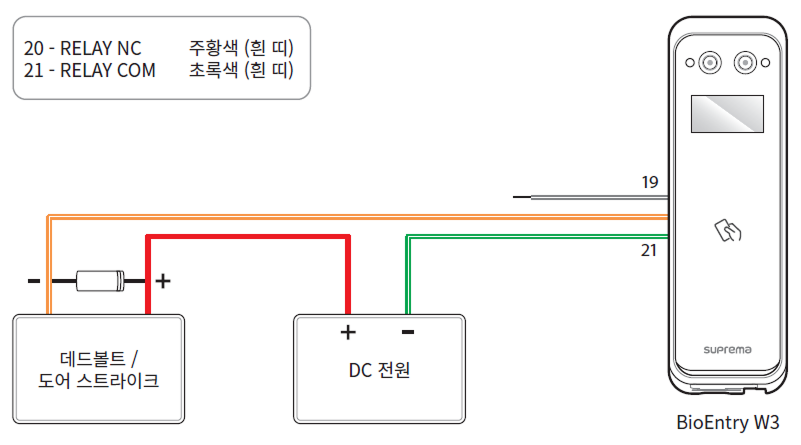 20 - RELAY NC 주황색 (흰 띠)
21 - RELAY COM 초록색 (흰 띠)
19
21
- +
+ -
데드볼트 /
도어 스트라이크
DC 전원
suprema
BioEntry W3